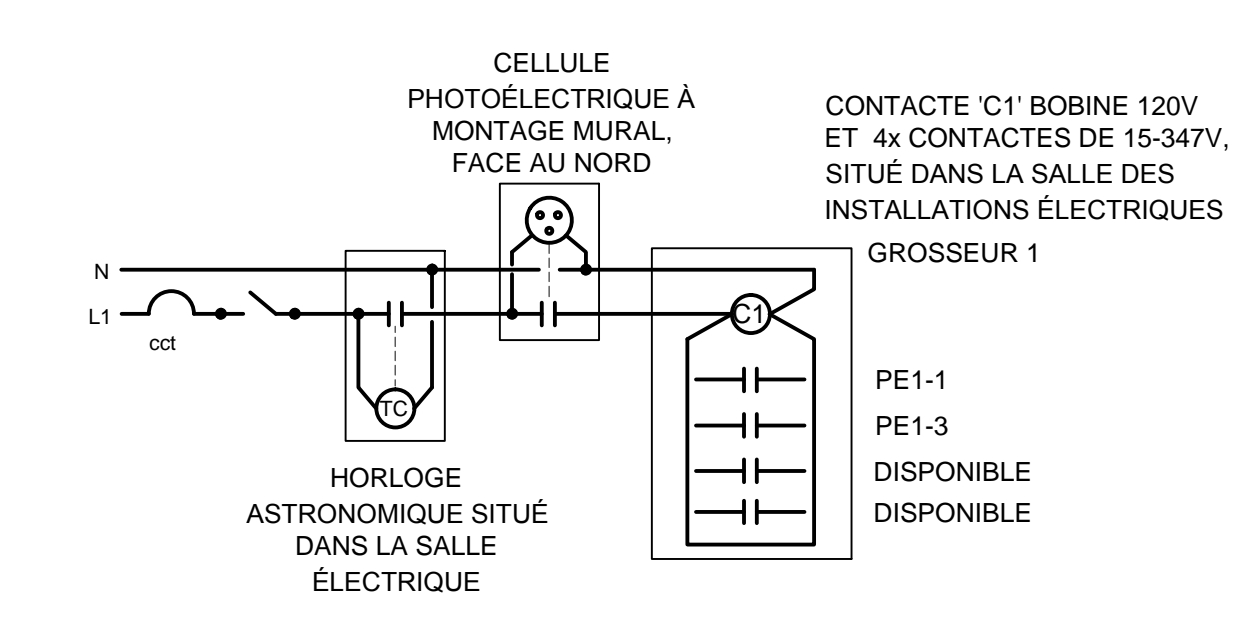 CELLULE
PHOTOÉLECTRIQUE À
MONTAGE MURAL,
FACE AU NORD
CONTACTE 'C1' BOBINE 120V
ET 4x CONTACTES DE 15-347V,
SITUÉ DANS LA SALLE DES
INSTALLATIONS ÉLECTRIQUES
GROSSEUR 1
N
L1
cct
C1
TC
PE1-1
PE1-3
DISPONIBLE
DISPONIBLE
HORLOGE
ASTRONOMIQUE SITUÉ
DANS LA SALLE
ÉLECTRIQUE